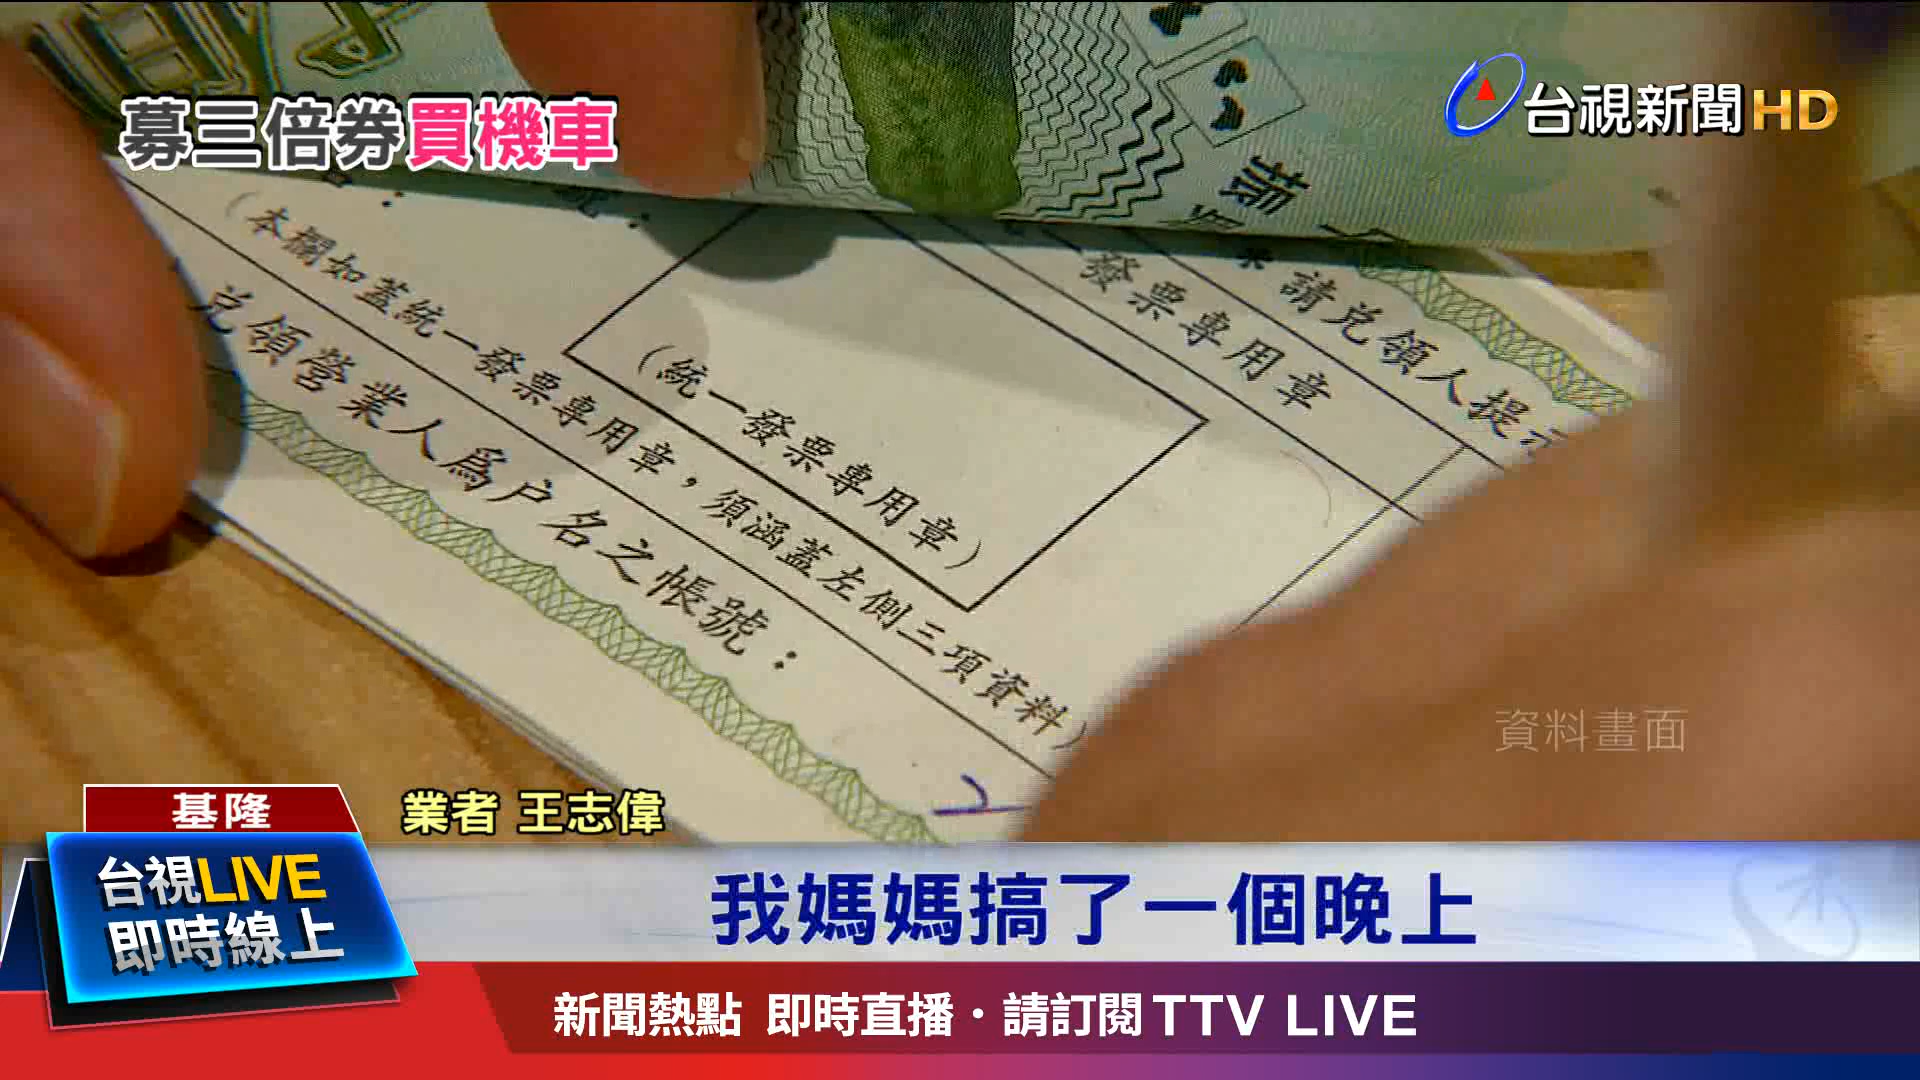 募三倍券買機車
台視新聞HD
*請兌領人提示
發票專用章
(統一發票專用章)
(本欄如蓋統一發票專用章,須涵蓋左側三項資料)
兌領營業人為戶名之帳號:
資料畫面
基隆
業者 王志偉
台視LIVE
即時線上
我媽媽搞了一個晚上
新聞熱點 即時直播·請訂閱TTV LIVE